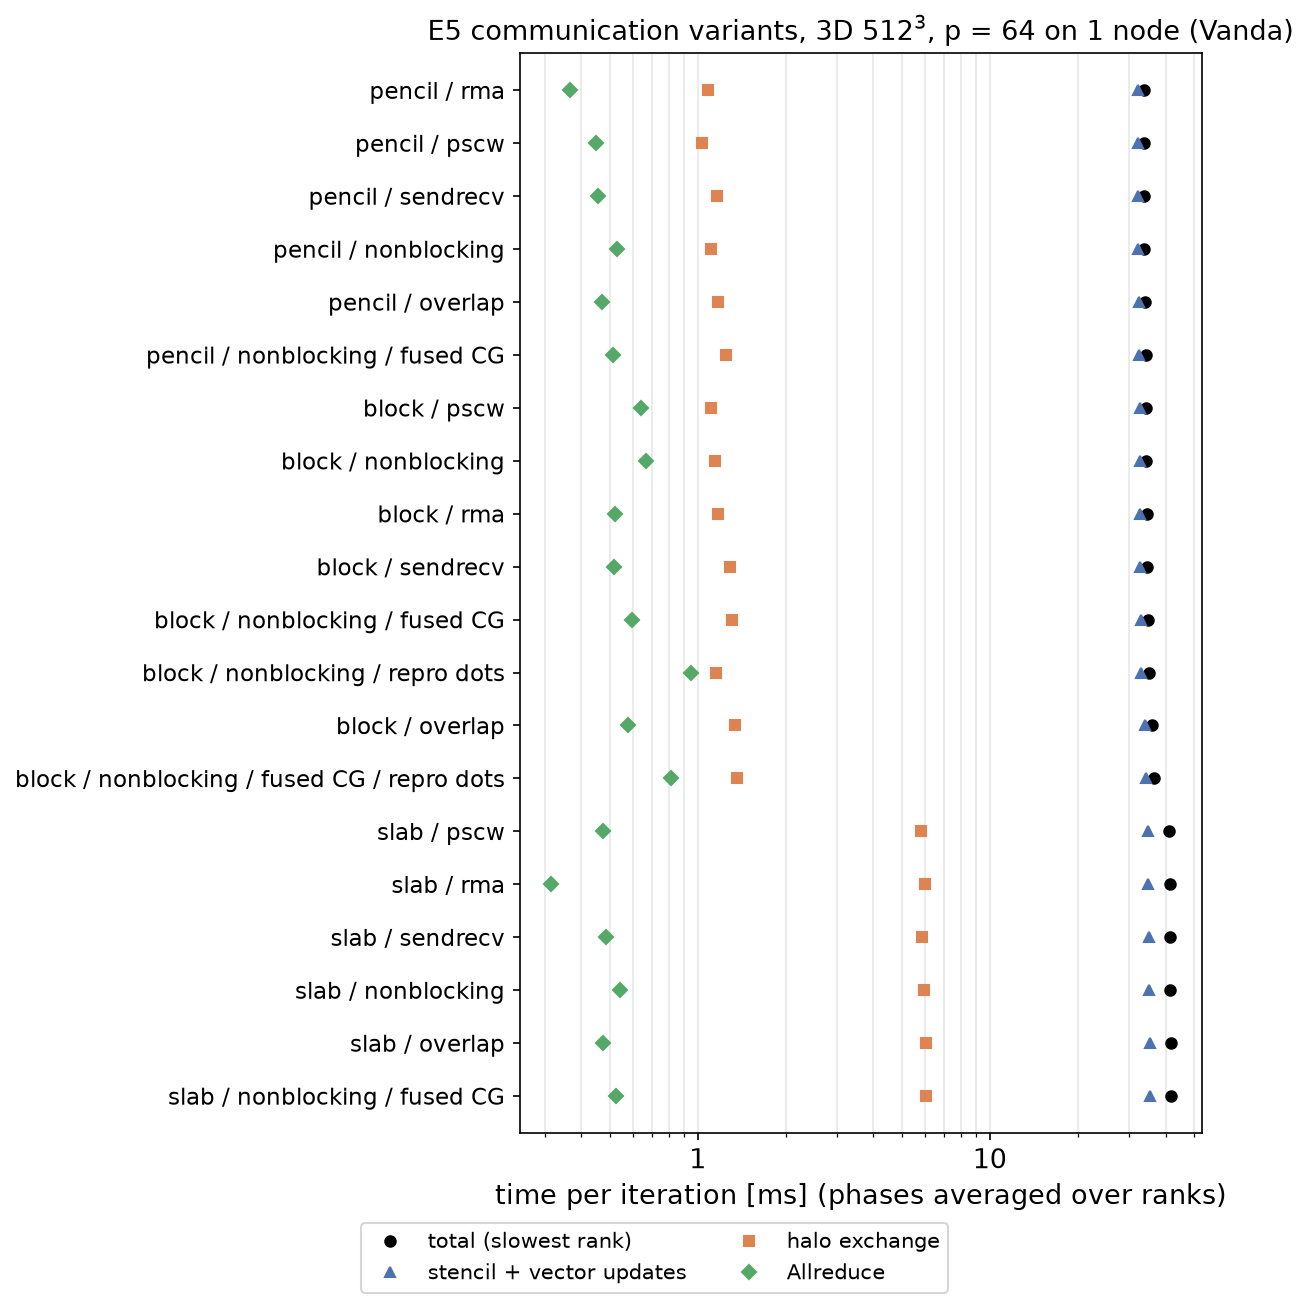 E5 communication variants, 3D 512³, p = 64 on 1 node (Vanda)
pencil / rma
pencil / pscw
pencil / sendrecv
pencil / nonblocking
pencil / overlap
pencil / nonblocking / fused CG
block / pscw
block / nonblocking
block / rma
block / sendrecv
block / nonblocking / fused CG
block / nonblocking / repro dots
block / overlap
block / nonblocking / fused CG / repro dots
slab / pscw
slab / rma
slab / sendrecv
slab / nonblocking
slab / overlap
slab / nonblocking / fused CG
1 10
time per iteration [ms] (phases averaged over ranks)
total (slowest rank) halo exchange
stencil + vector updates Allreduce